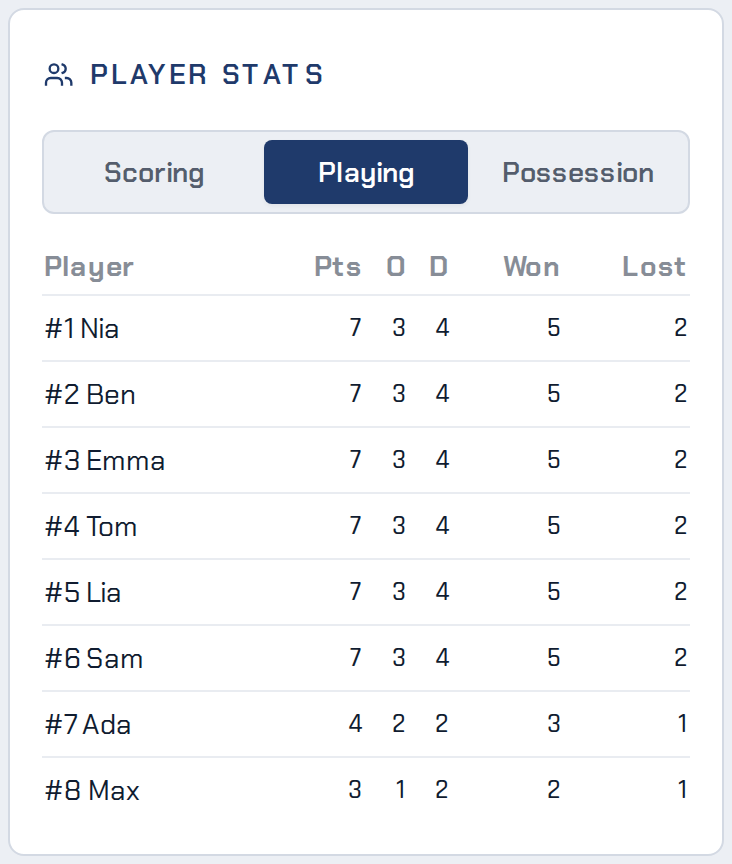 PLAYER STATS
Scoring Playing Possession
Player Pts O D Won Lost
#1 Nia 7 3 4 5 2
#2 Ben 7 3 4 5 2
#3 Emma 7 3 4 5 2
#4 Tom 7 3 4 5 2
#5 Lia 7 3 4 5 2
#6 Sam 7 3 4 5 2
#7 Ada 4 2 2 3 1
#8 Max 3 1 2 2 1